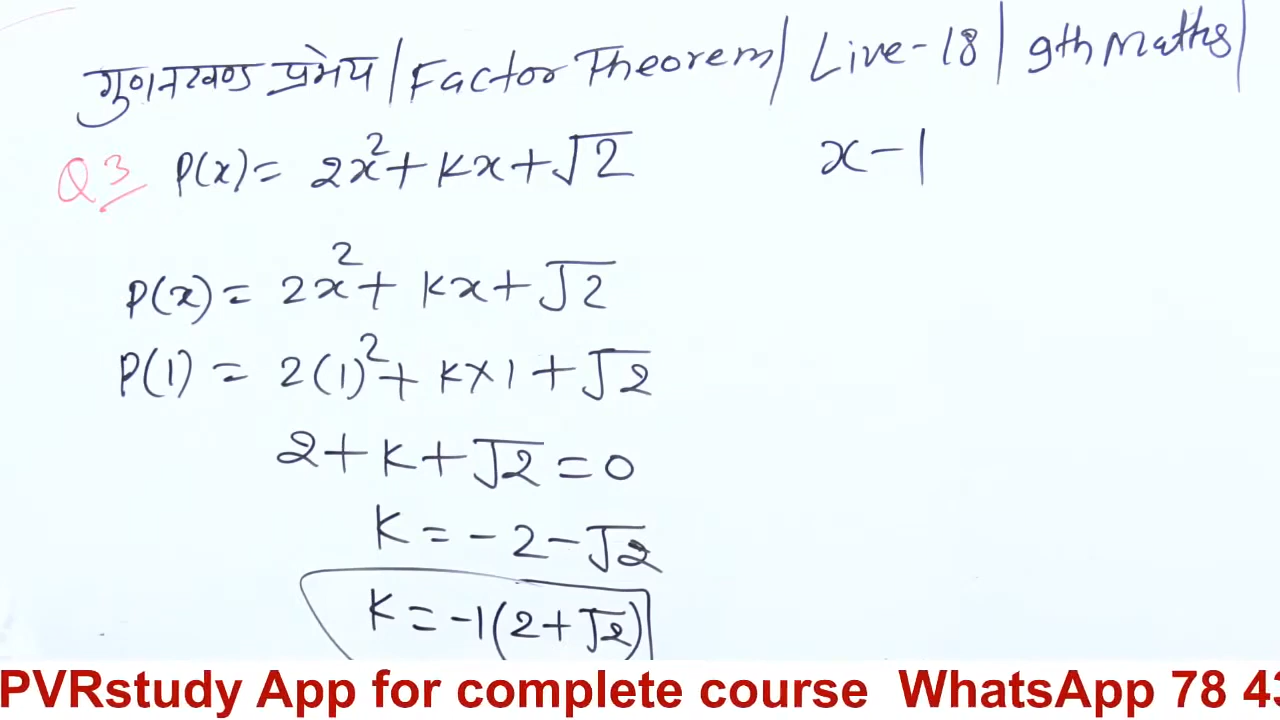 गुणनखण्ड प्रमेय/Factor Theorem/ Live-18/ 9th Maths/
Q 3 P(x)= 2x²+kx+√2 x-1
P(x)= 2x²+ kx+√2
P(1) = 2(1)²+ k×1+√2
2+k+√2=0
k=-2-√2
k=-1(2+√2)
PVRstudy App for complete course WhatsApp 78 43